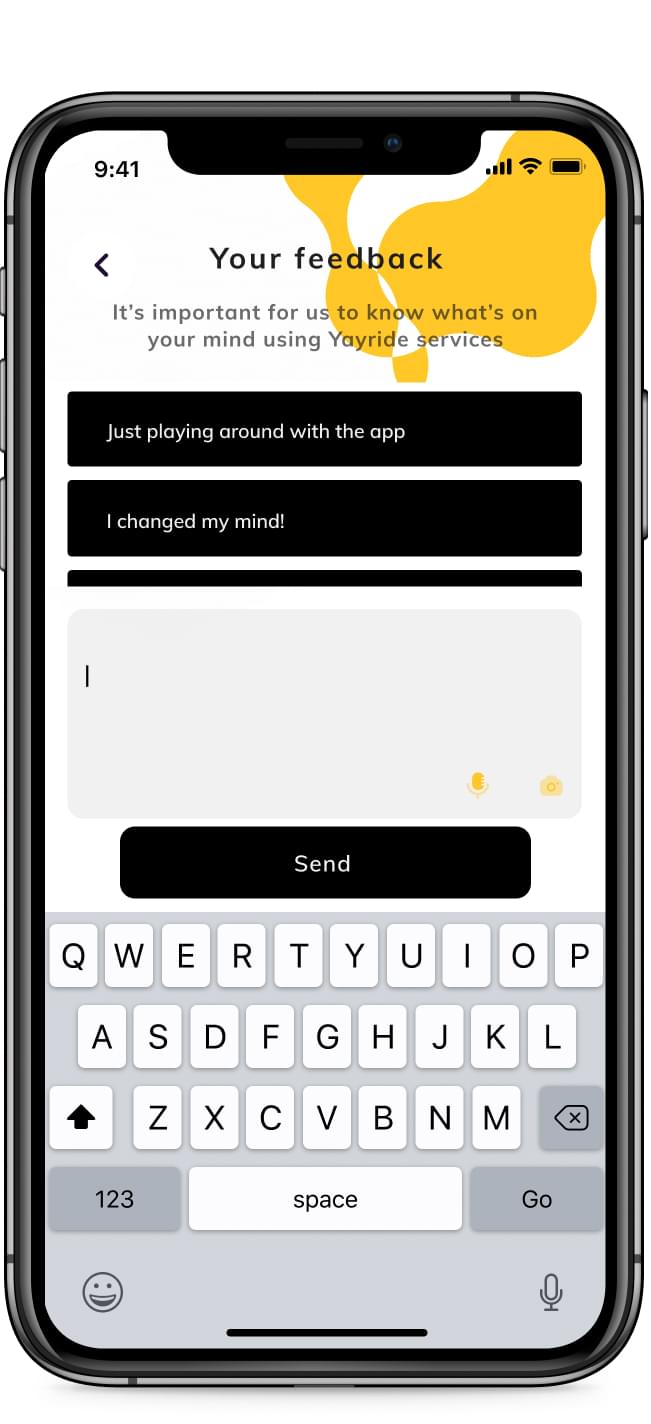 9:41
Your feedback
It’s important for us to know what’s on
your mind using Yayride services
Just playing around with the app
I changed my mind!
Send
Q W E R T Y U I O P
A S D F G H J K L
Z X C V B N M
123 space Go